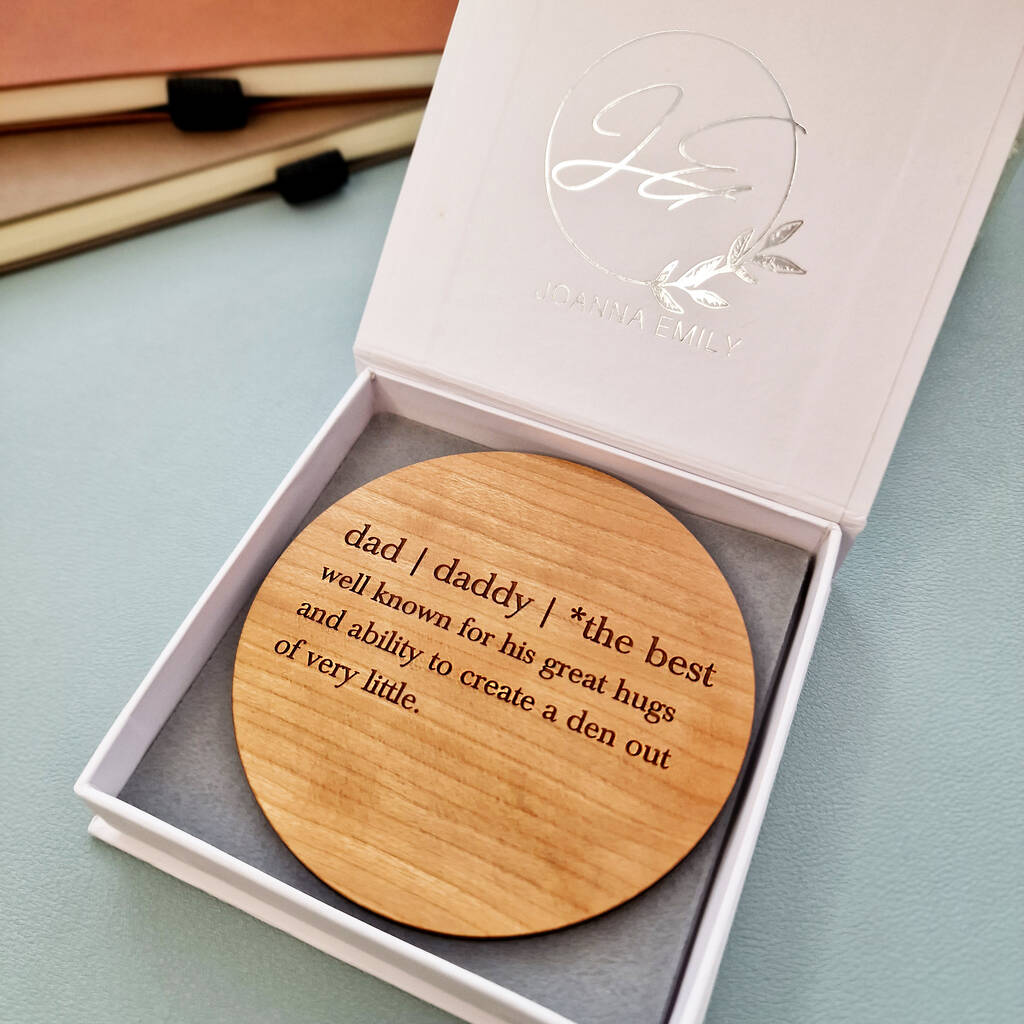 JE
JOANNA EMILY
dad | daddy | *the best
well known for his great hugs
and ability to create a den out
of very little.